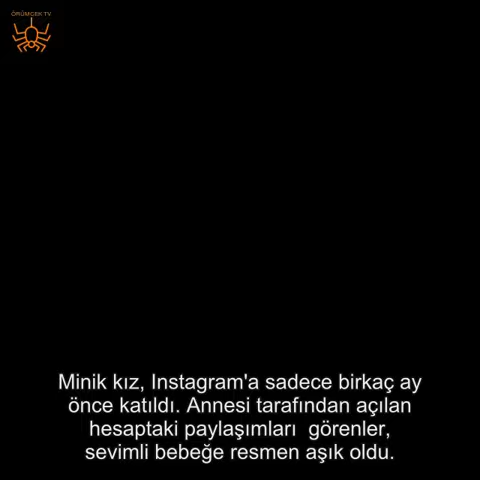 ÖRÜMCEK TV
Minik kız, Instagram'a sadece birkaç ay
önce katıldı. Annesi tarafından açılan
hesaptaki paylaşımları  görenler,
sevimli bebeğe resmen aşık oldu.